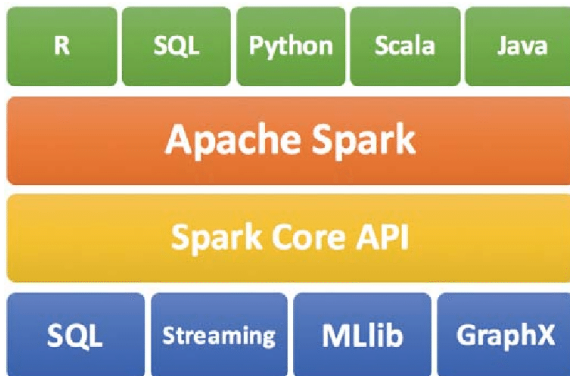 R SQL Python Scala Java
Apache Spark
Spark Core API
SQL Streaming MLlib GraphX